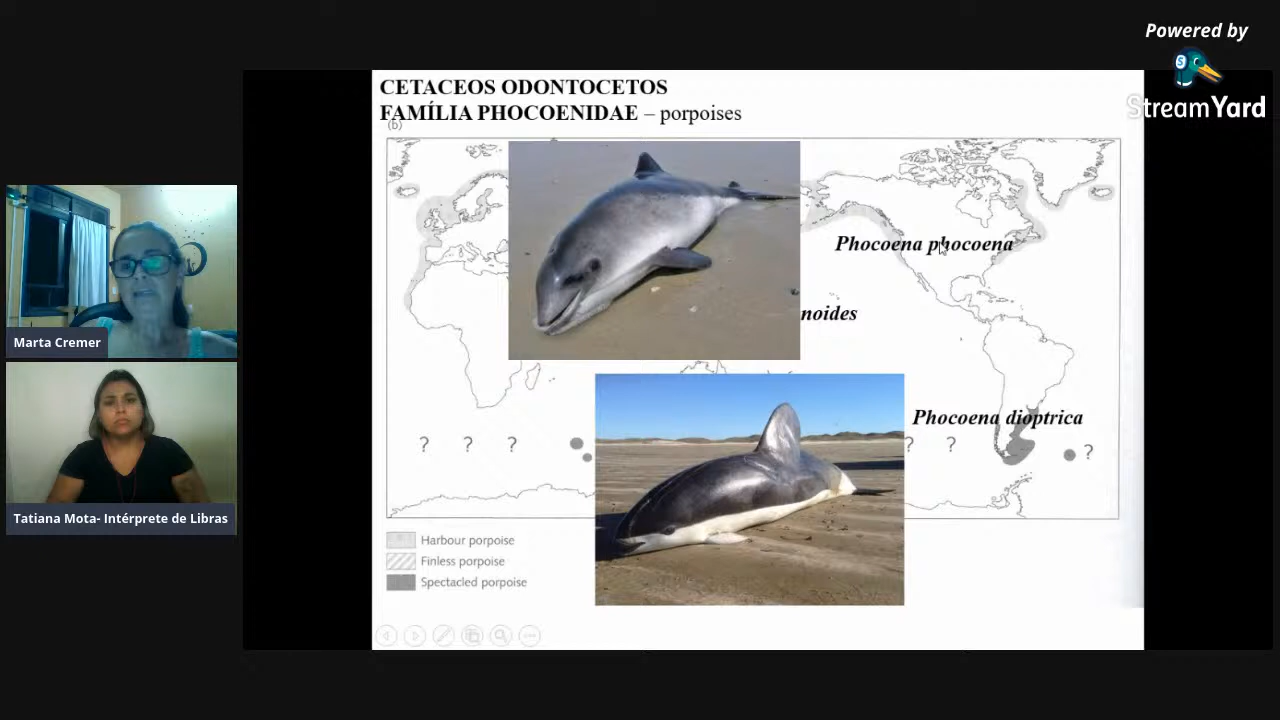 Powered by
StreamYard
CETACEOS ODONTOCETOS
FAMÍLIA PHOCOENIDAE – porpoises
(b)
Phocoena phocoena
noides
Phocoena dioptrica
? ? ? ? ? ?
Harbour porpoise
Finless porpoise
Spectacled porpoise
Marta Cremer
Tatiana Mota- Intérprete de Libras